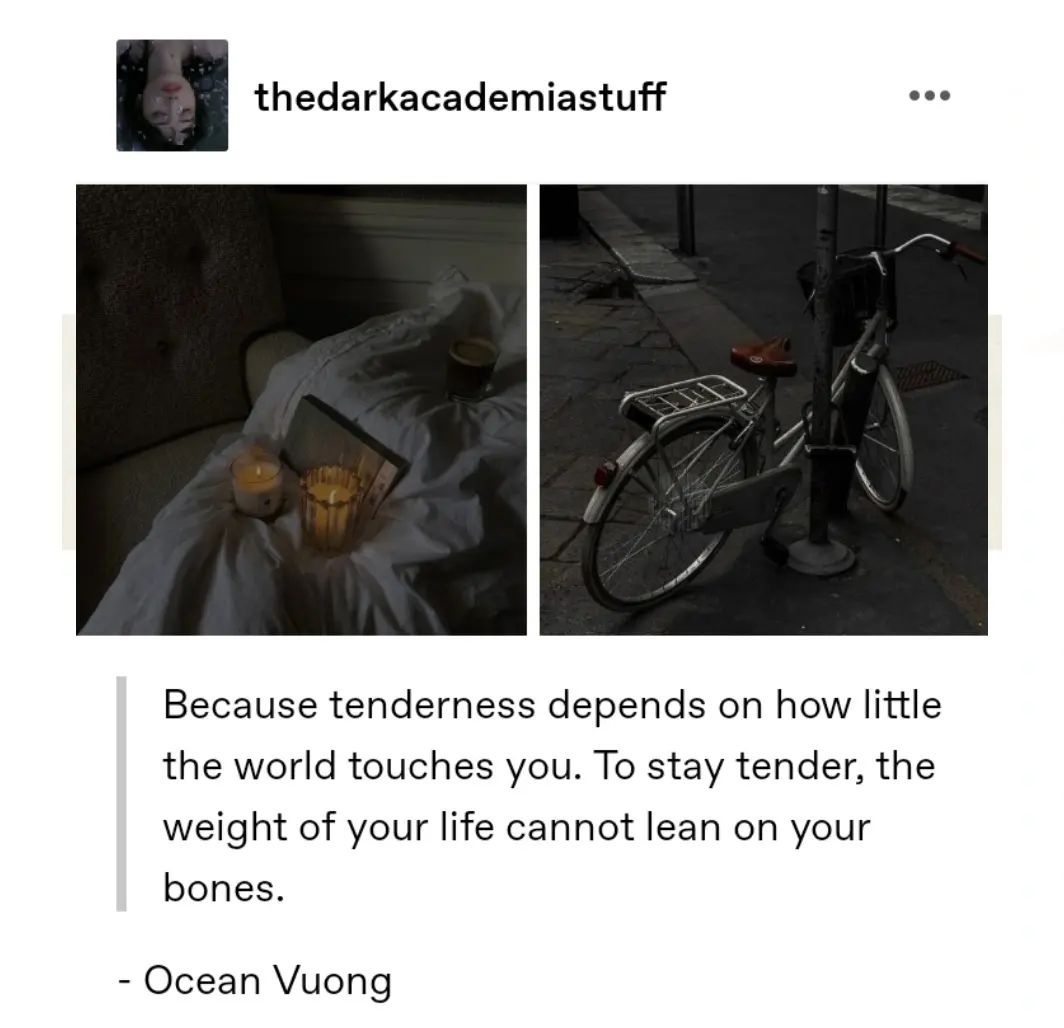 thedarkacademiastuff
Because tenderness depends on how little
the world touches you. To stay tender, the
weight of your life cannot lean on your
bones.
- Ocean Vuong